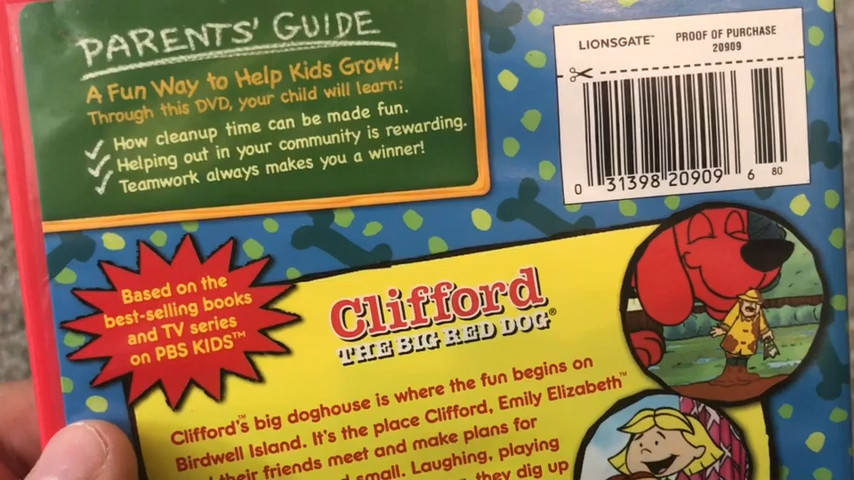 PARENTS' GUIDE
A Fun Way to Help Kids Grow!
Through this DVD, your child will learn:
How cleanup time can be made fun.
Helping out in your community is rewarding.
Teamwork always makes you a winner!
LIONSGATE™ PROOF OF PURCHASE
20909
0 31398 20909 6 80
Based on the
best-selling books
and TV series
on PBS KIDS™
Clifford
THE BIG RED DOG®
Clifford's™ big doghouse is where the fun begins on
Birdwell Island. It's the place Clifford, Emily Elizabeth™
their friends meet and make plans for
small. Laughing, playing
they dig up